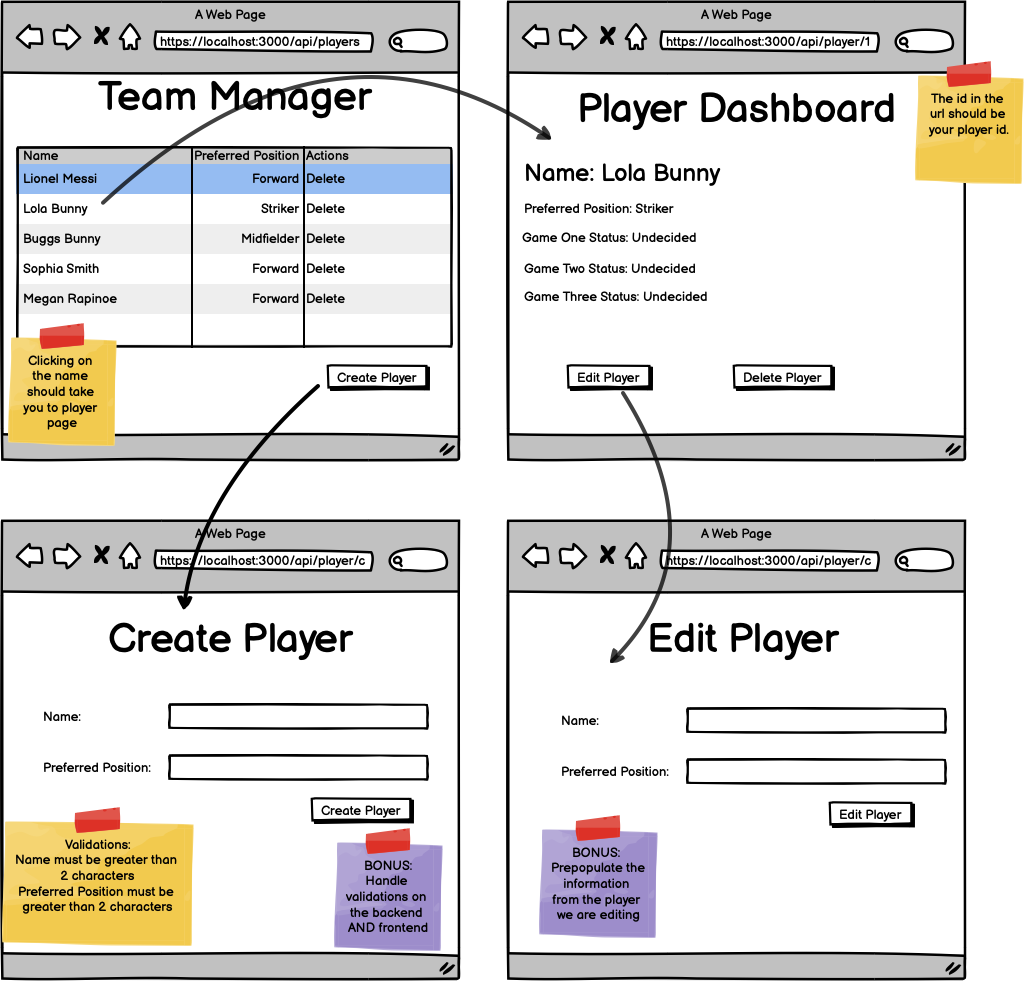 A Web Page
https://localhost:3000/api/players
Team Manager
Name Preferred Position Actions
Lionel Messi Forward Delete
Lola Bunny Striker Delete
Buggs Bunny Midfielder Delete
Sophia Smith Forward Delete
Megan Rapinoe Forward Delete
Clicking on
the name
should take
you to player
page
Create Player
A Web Page
https://localhost:3000/api/player/1
The id in the
url should be
your player id.
Player Dashboard
Name: Lola Bunny
Preferred Position: Striker
Game One Status: Undecided
Game Two Status: Undecided
Game Three Status: Undecided
Edit Player Delete Player
A Web Page
https://localhost:3000/api/player/c
Create Player
Name:
Preferred Position:
Create Player
Validations:
Name must be greater than
2 characters
Preferred Position must be
greater than 2 characters
BONUS:
Handle
validations on
the backend
AND frontend
A Web Page
https://localhost:3000/api/player/c
Edit Player
Name:
Preferred Position:
Edit Player
BONUS:
Prepopulate the
information
from the player
we are editing